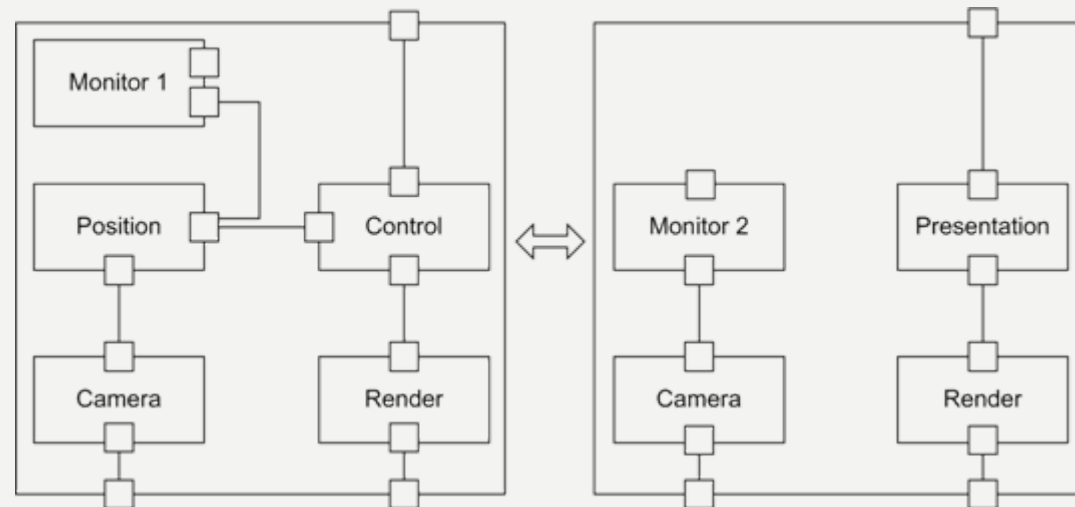 Monitor 1
Position
Control
Camera
Render
Monitor 2
Presentation
Camera
Render